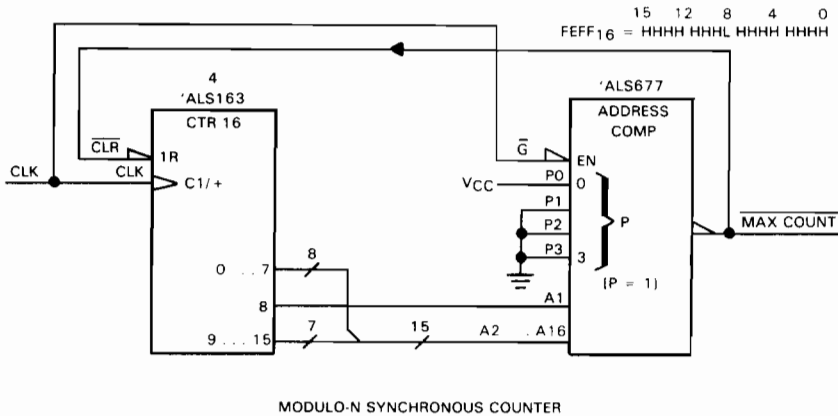 15 12 8 4 0
FEFF16 = HHHH HHHL HHHH HHHH
4
'ALS163
CTR 16
CLR
1R
CLK
CLK
C1/+
0 . . 7
8
8
9 . . . 15
7
15
'ALS677
ADDRESS
COMP
G
EN
VCC
P0
0
P1
P2
P
P3
3
(P = 1)
A1
A2 . A16
MAX COUNT
MODULO-N SYNCHRONOUS COUNTER